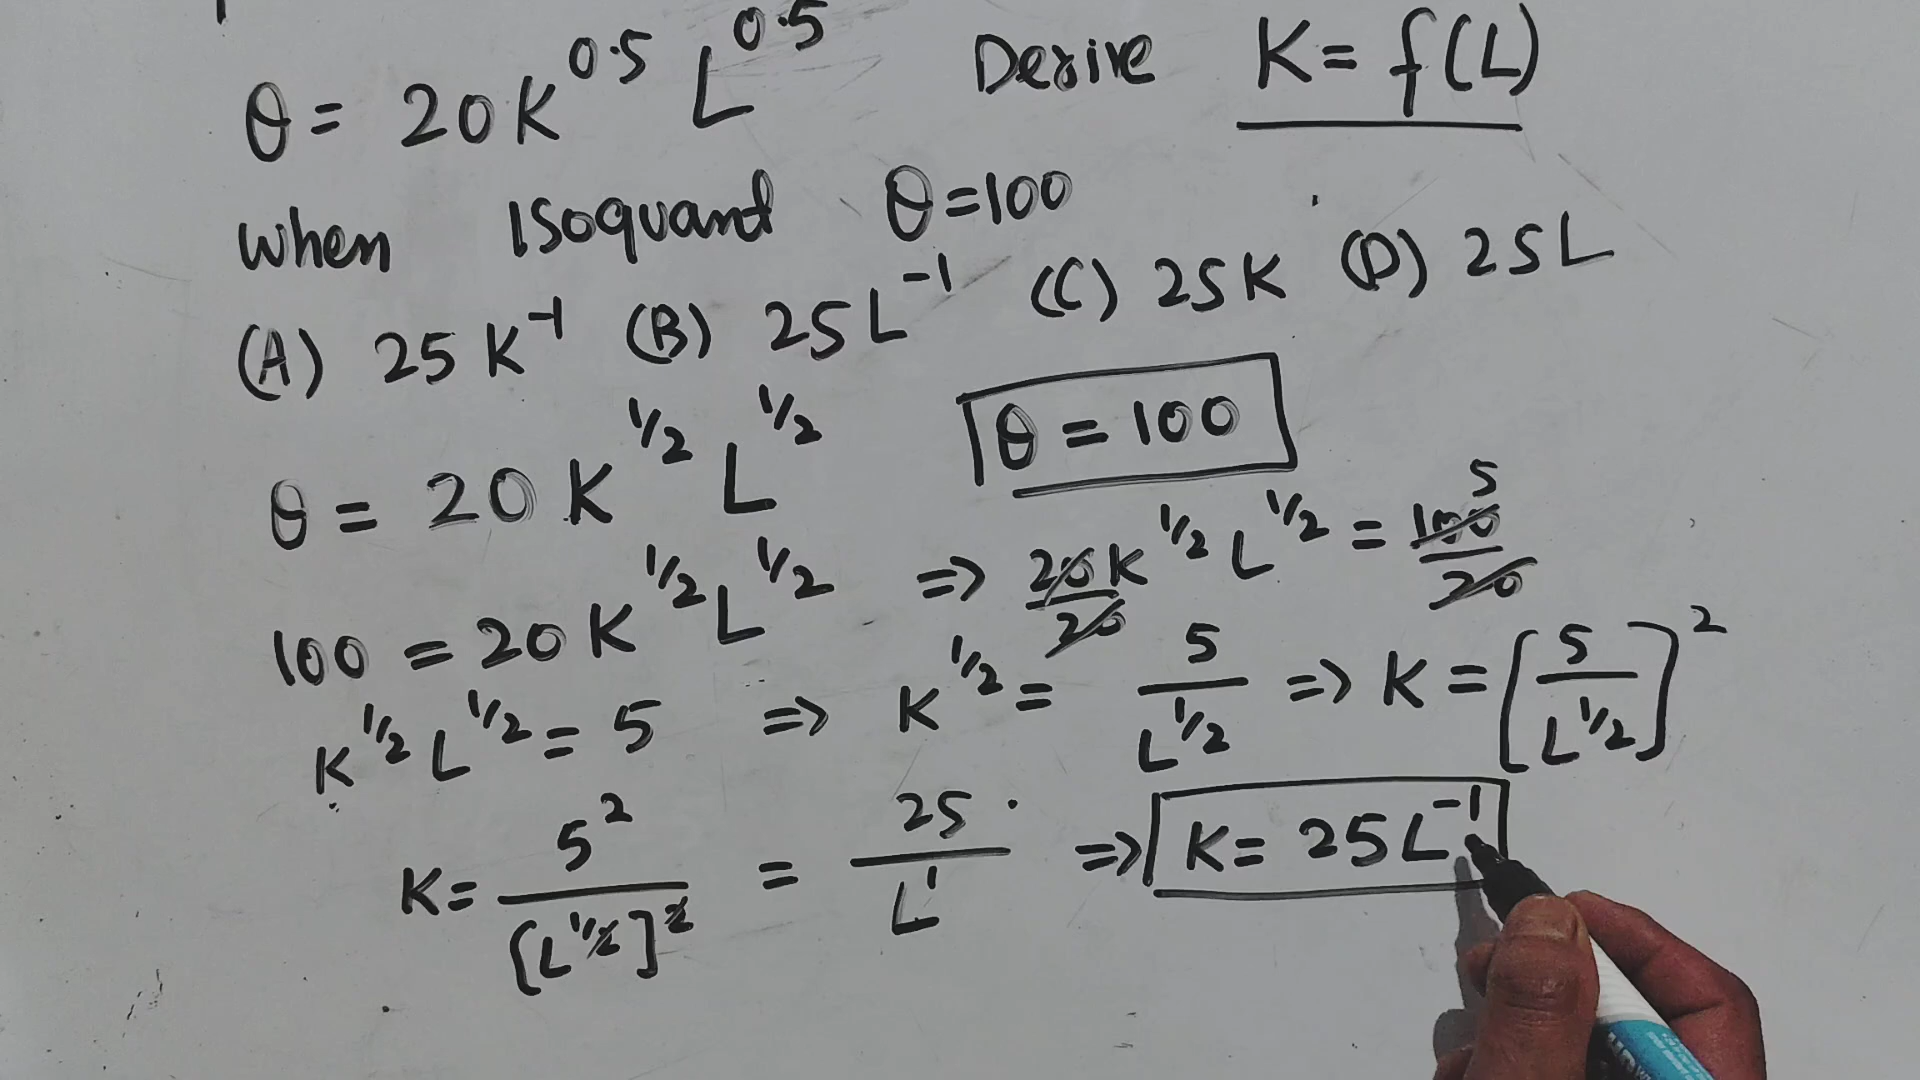 θ = 20K^0.5 L^0.5 Derive K = f(L)
when Isoquant θ=100
(A) 25K^-1 (B) 25L^-1 (C) 25K (D) 25L
θ = 20K^1/2 L^1/2 θ = 100
100 = 20K^1/2 L^1/2 => 20K^1/2 L^1/2/20 = 100/20 5
K^1/2 L^1/2 = 5 => K^1/2 = 5/L^1/2 => K = [5/L^1/2]^2
K = 5^2/[L^1/2]^2 = 25/L^1 => K = 25L^-1